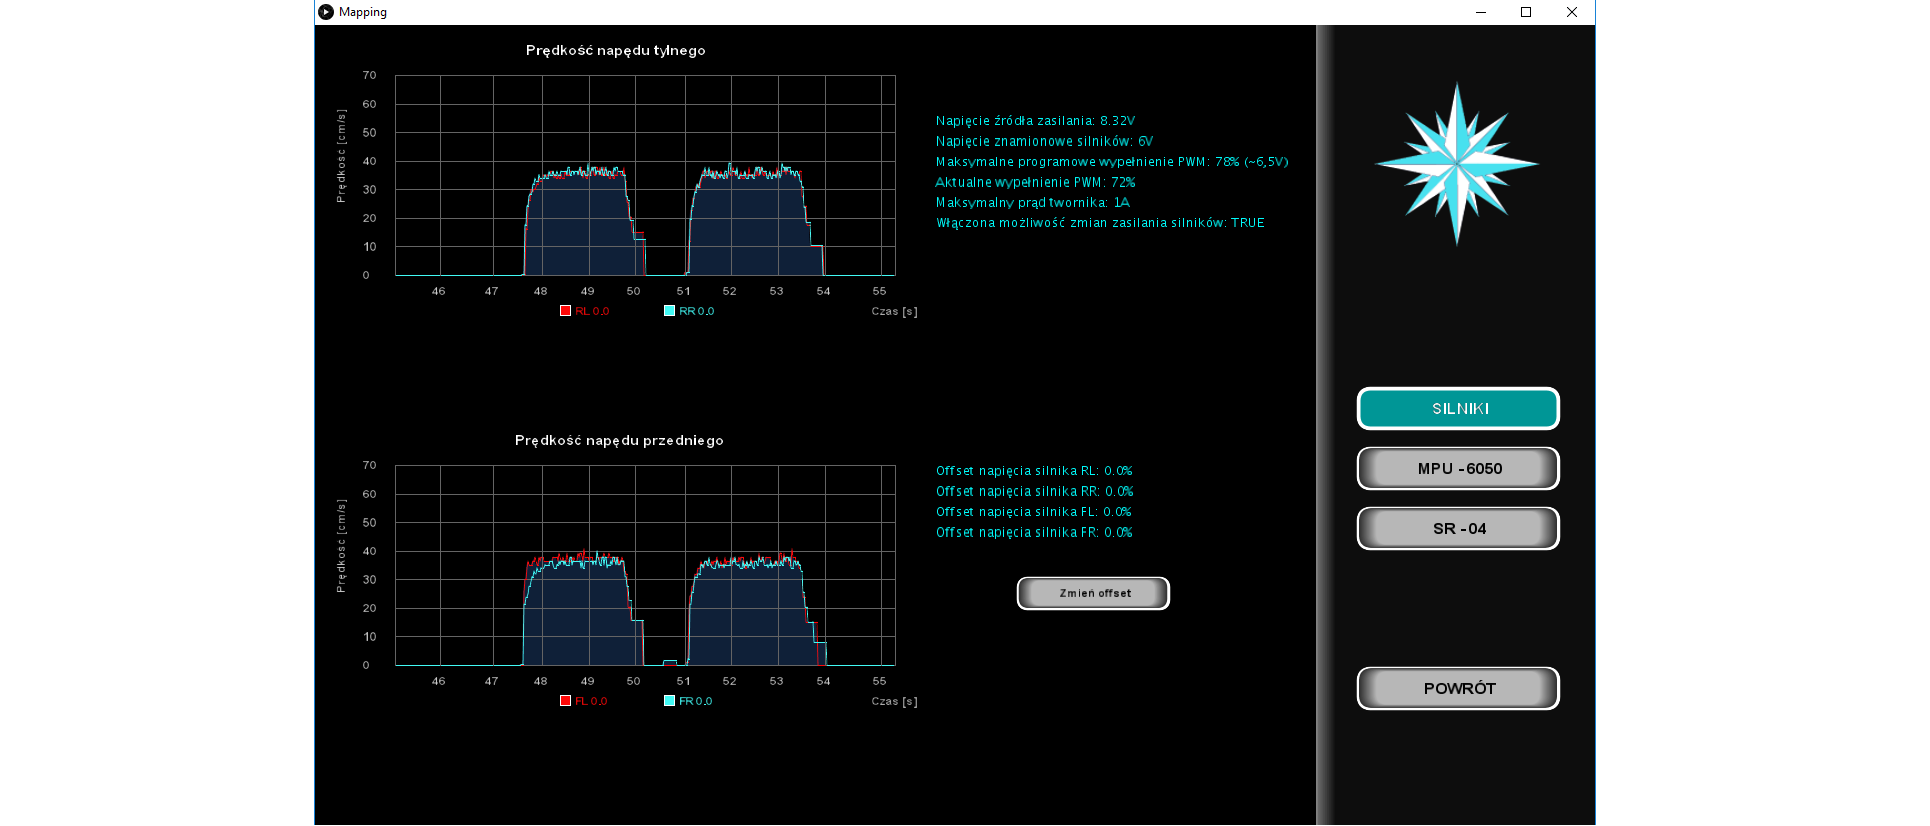 Mapping
Prędkość napędu tylnego
Prędkość [cm/s]
70
60
50
40
30
20
10
0
46 47 48 49 50 51 52 53 54 55
RL 0.0 RR 0.0 Czas [s]
Napięcie źródła zasilania: 8.32V
Napięcie znamionowe silników: 6V
Maksymalne programowe wypełnienie PWM: 78% (~6,5V)
Aktualne wypełnienie PWM: 72%
Maksymalny prąd twornika: 1A
Włączona możliwość zmian zasilania silników: TRUE
Prędkość napędu przedniego
Prędkość [cm/s]
70
60
50
40
30
20
10
0
46 47 48 49 50 51 52 53 54 55
FL 0.0 FR 0.0 Czas [s]
Offset napięcia silnika RL: 0.0%
Offset napięcia silnika RR: 0.0%
Offset napięcia silnika FL: 0.0%
Offset napięcia silnika FR: 0.0%
Zmień offset
SILNIKI
MPU -6050
SR -04
POWRÓT